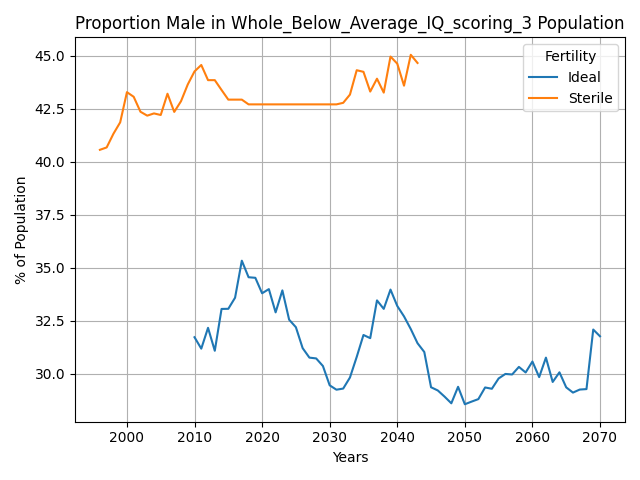 Proportion Male in Whole_Below_Average_IQ_scoring_3 Population
Fertility
Ideal
Sterile
% of Population
45.0
42.5
40.0
37.5
35.0
32.5
30.0
2000
2010
2020
2030
2040
2050
2060
2070
Years